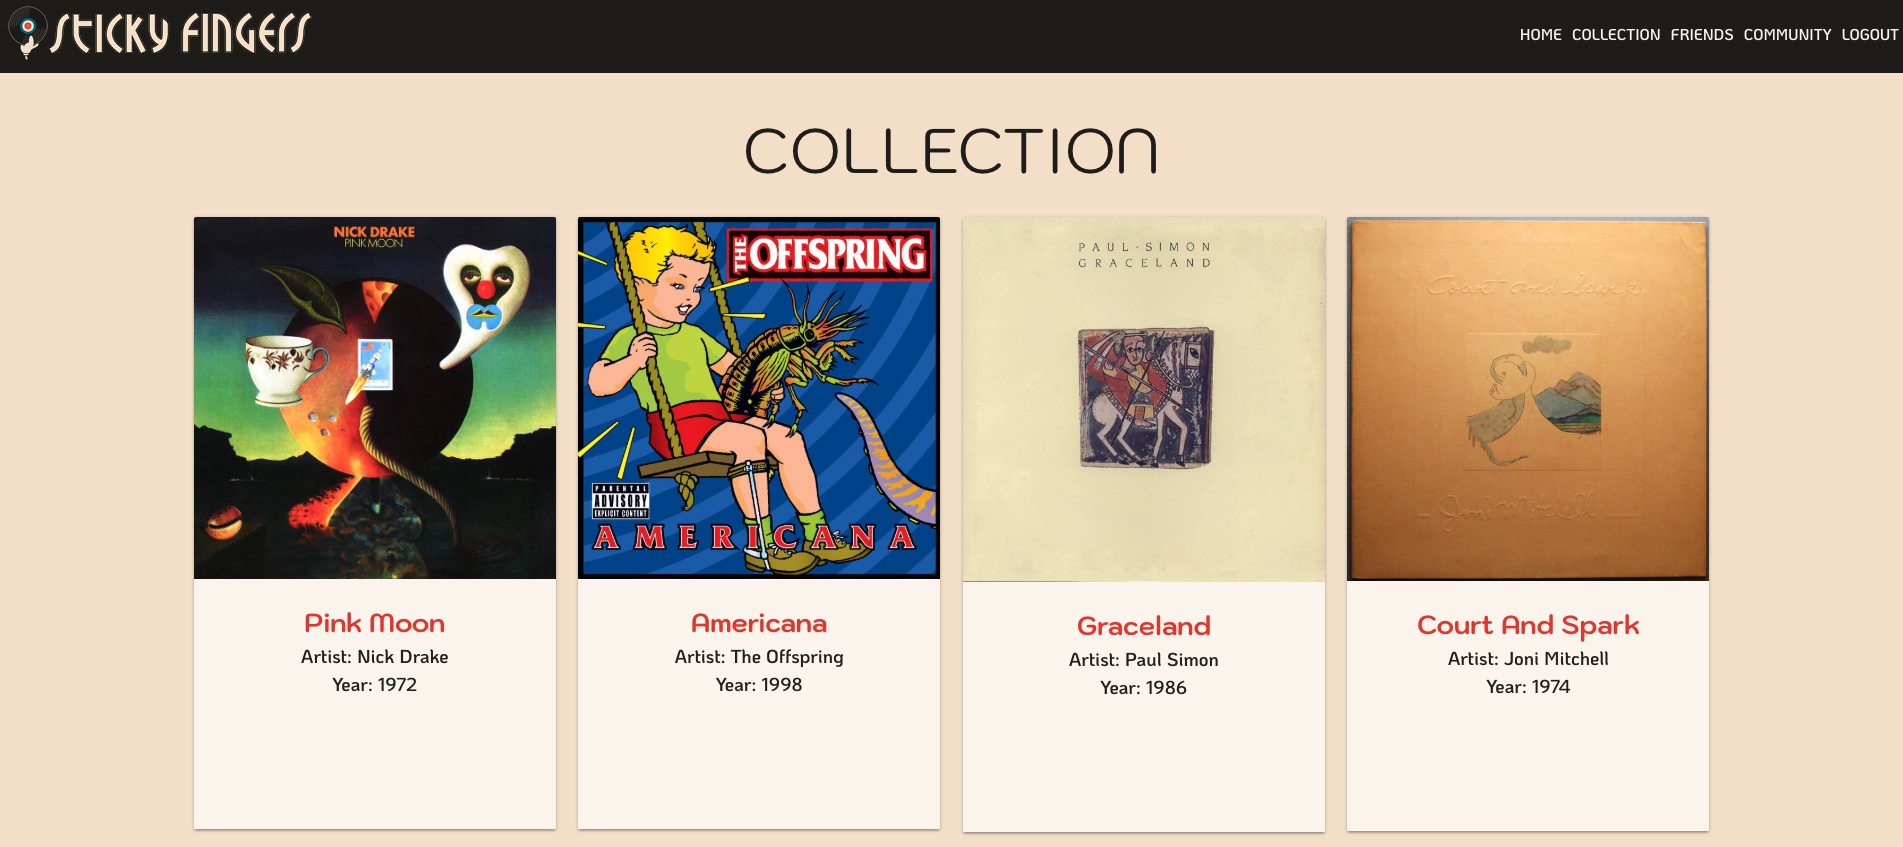 STICKY FINGERS
HOME COLLECTION FRIENDS COMMUNITY LOGOUT
COLLECTION
NICK DRAKE
PINK MOON
THE OFFSPRING
PARENTAL
ADVISORY
EXPLICIT CONTENT
AMERICANA
PAUL·SIMON
GRACELAND
Court and Spark
Joni Mitchell
Pink Moon
Artist: Nick Drake
Year: 1972
Americana
Artist: The Offspring
Year: 1998
Graceland
Artist: Paul Simon
Year: 1986
Court And Spark
Artist: Joni Mitchell
Year: 1974